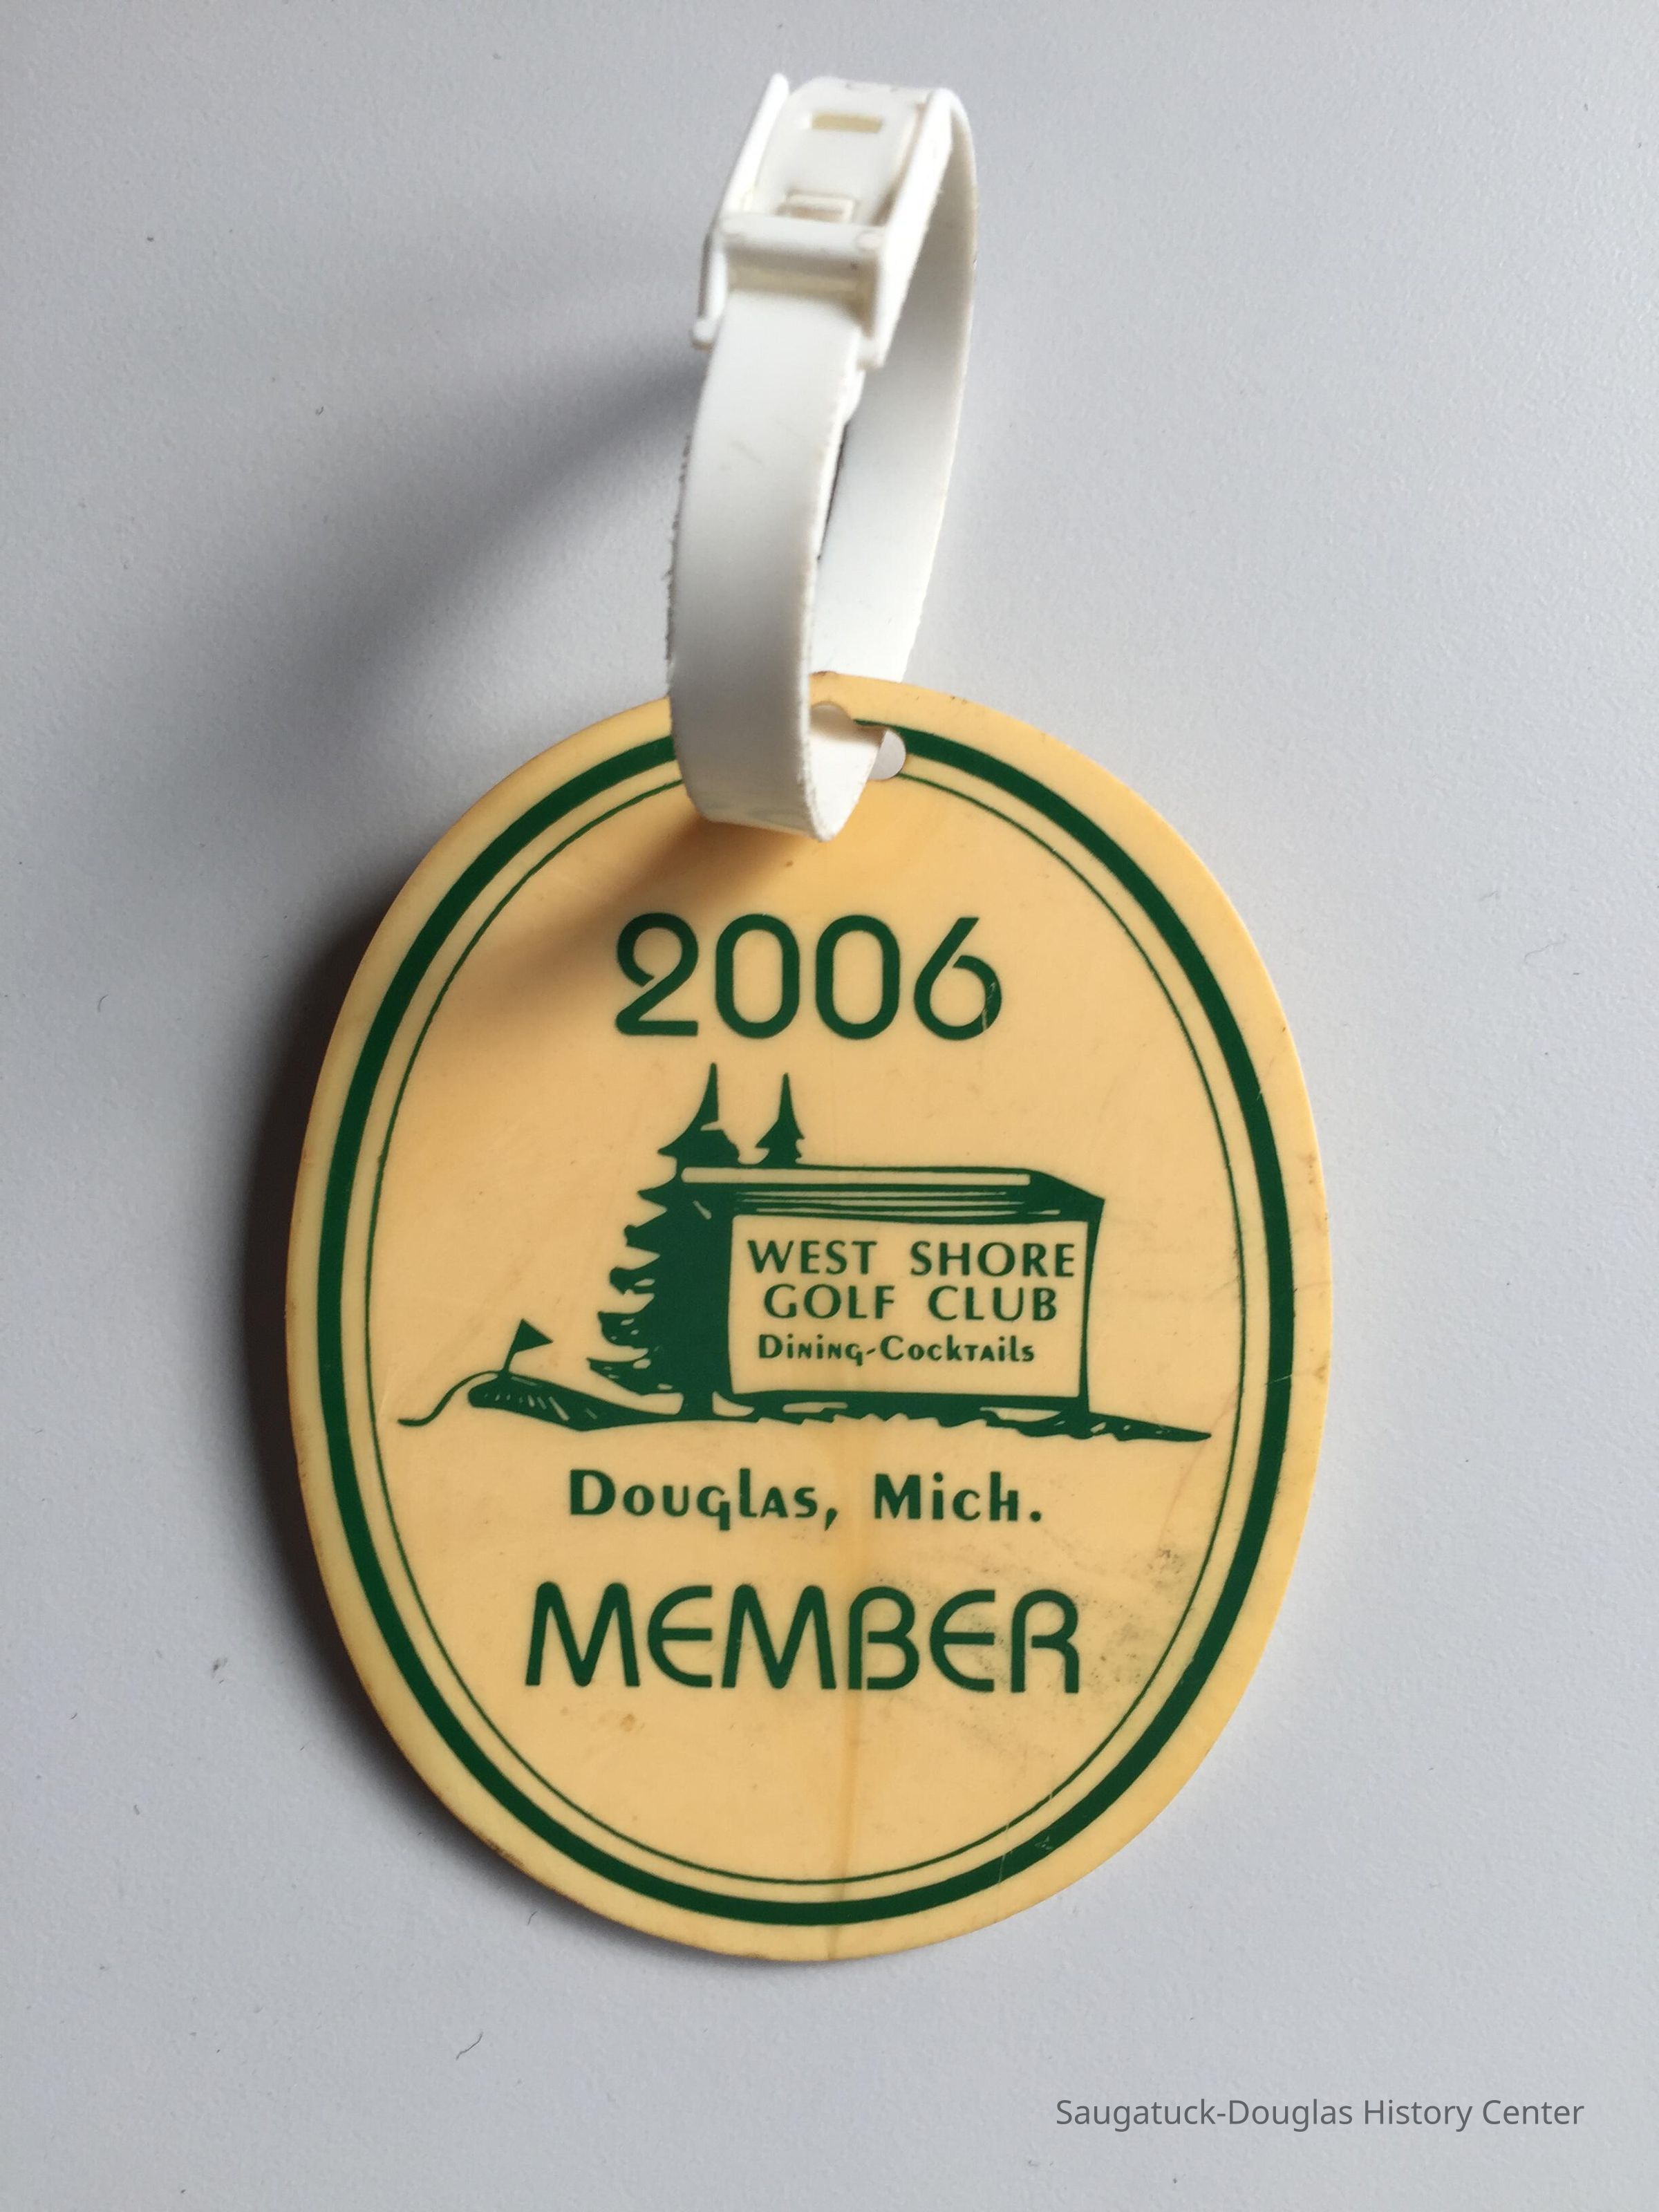 2006
WEST SHORE
GOLF CLUB
Dining-Cocktails
Douglas, Mich.
MEMBER
Saugatuck-Douglas History Center